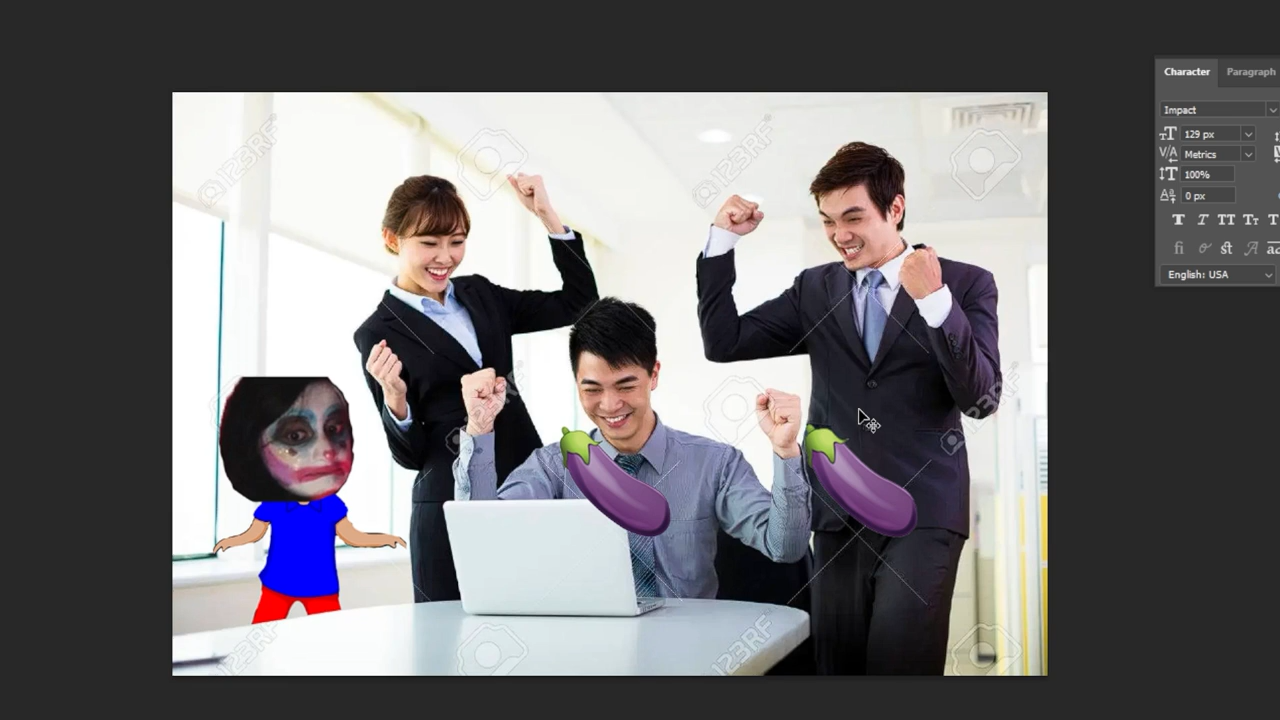 Character Paragraph
Impact
129 px
Metrics
100%
0 px
English: USA
123RF
123RF
123RF
123RF
123RF